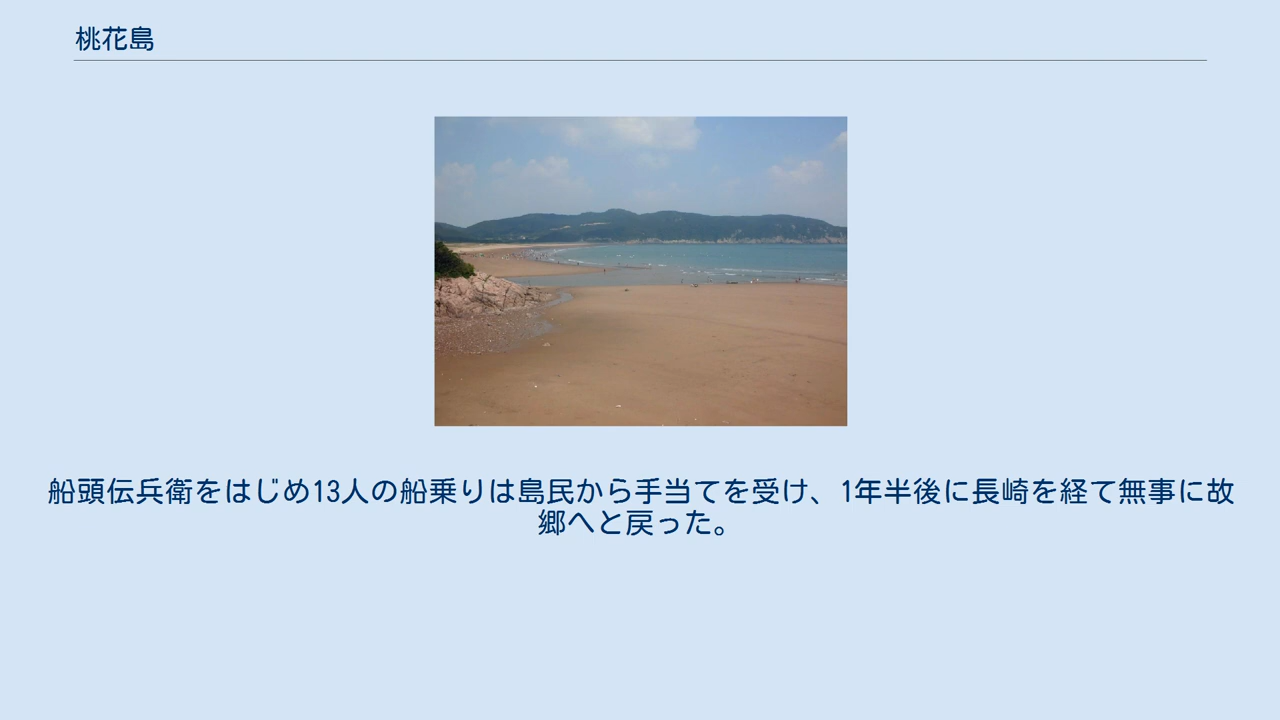 桃花島
船頭伝兵衛をはじめ13人の船乗りは島民から手当てを受け、1年半後に長崎を経て無事に故
郷へと戻った。